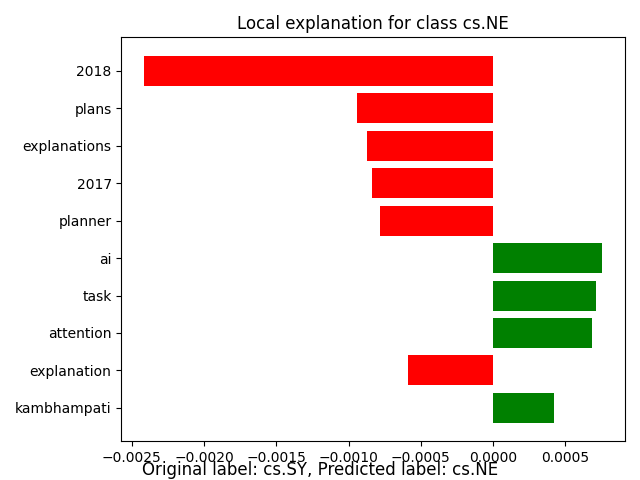 Local explanation for class cs.NE
2018
plans
explanations
2017
planner
ai
task
attention
explanation
kambhampati
−0.0025 −0.0020 −0.0015 −0.0010 −0.0005 0.0000 0.0005
Original label: cs.SY, Predicted label: cs.NE